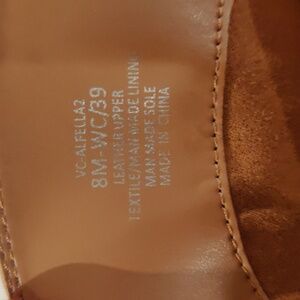 VC-ALFELLA2
8M-WC/39
LEATHER UPPER
TEXTILE/MAN MADE LINING
MAN MADE SOLE
MADE IN CHINA